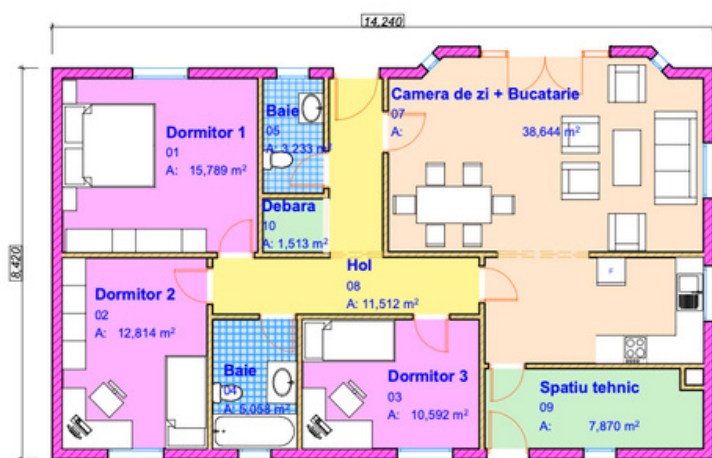 14,240
8,420
Dormitor 1
01
A: 15,789 m²
Baie
05
A: 3,233 m²
Camera de zi + Bucatarie
07
A: 38,644 m²
Debara
10
A: 1,513 m²
Hol
08
A: 11,512 m²
F
Dormitor 2
02
A: 12,814 m²
Baie
04
A: 5,058 m²
Dormitor 3
03
A: 10,592 m²
Spatiu tehnic
09
A: 7,870 m²